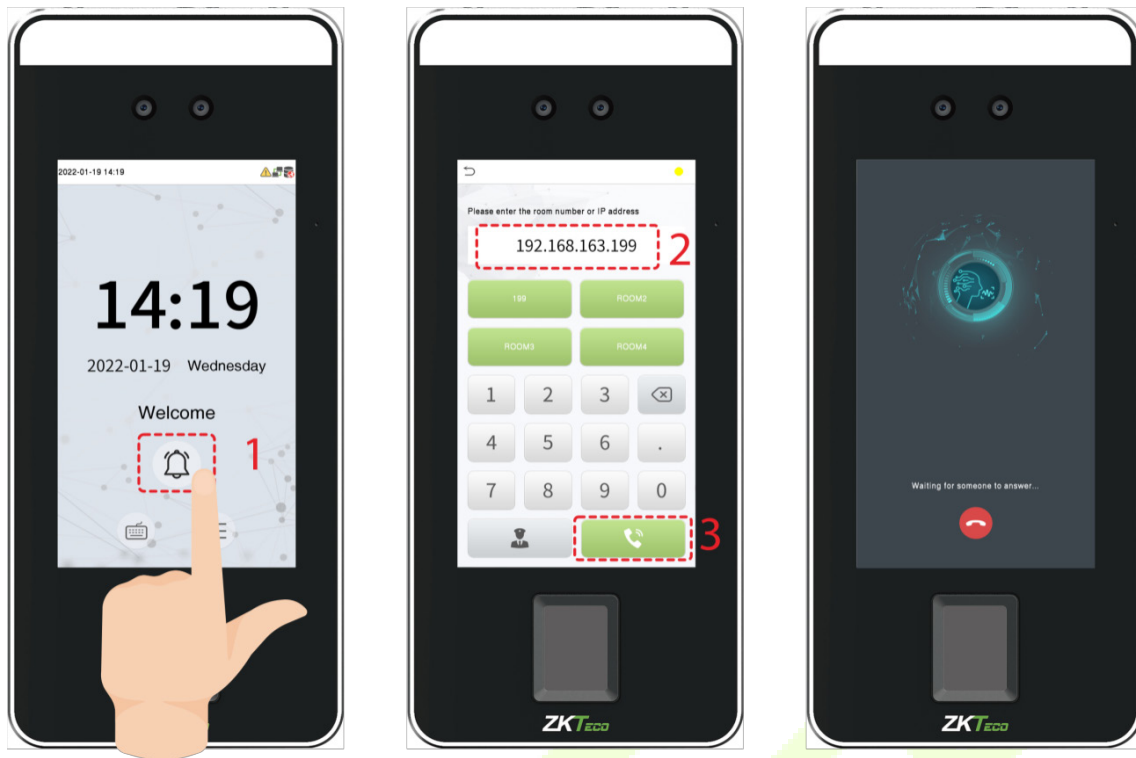 2022-01-19 14:19
14:19
2022-01-19 Wednesday
Welcome
1
ZKTECO
Please enter the room number or IP address
192.168.163.199
2
199 ROOM2
ROOM3 ROOM4
1 2 3
4 5 6 .
7 8 9 0
3
ZKTECO
Waiting for someone to answer...
ZKTECO